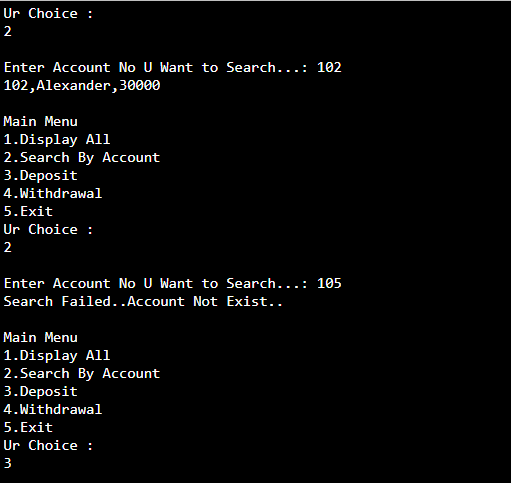 Ur Choice :
2
Enter Account No U Want to Search...: 102
102,Alexander,30000
Main Menu
1.Display All
2.Search By Account
3.Deposit
4.Withdrawal
5.Exit
Ur Choice :
2
Enter Account No U Want to Search...: 105
Search Failed..Account Not Exist..
Main Menu
1.Display All
2.Search By Account
3.Deposit
4.Withdrawal
5.Exit
Ur Choice :
3